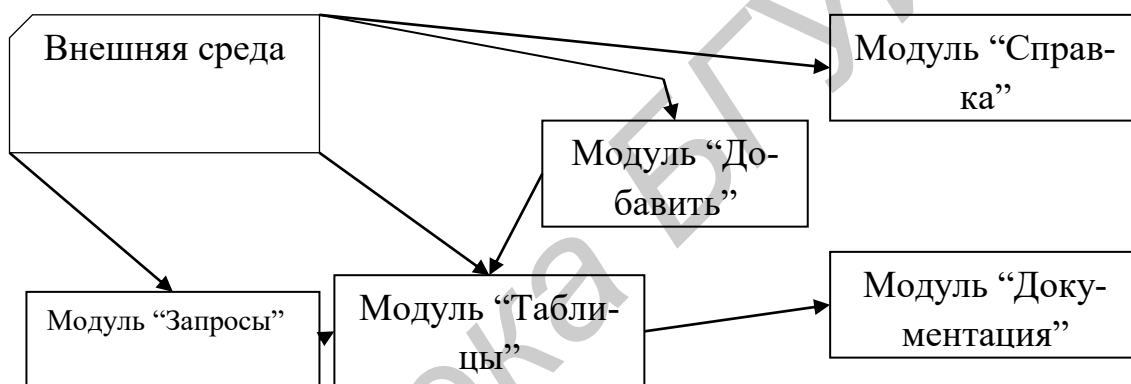 Внешняя среда
Модуль “Справ-
ка”
Модуль “До-
бавить”
Модуль “Запросы”
Модуль “Табли-
цы”
Модуль “Доку-
ментация”